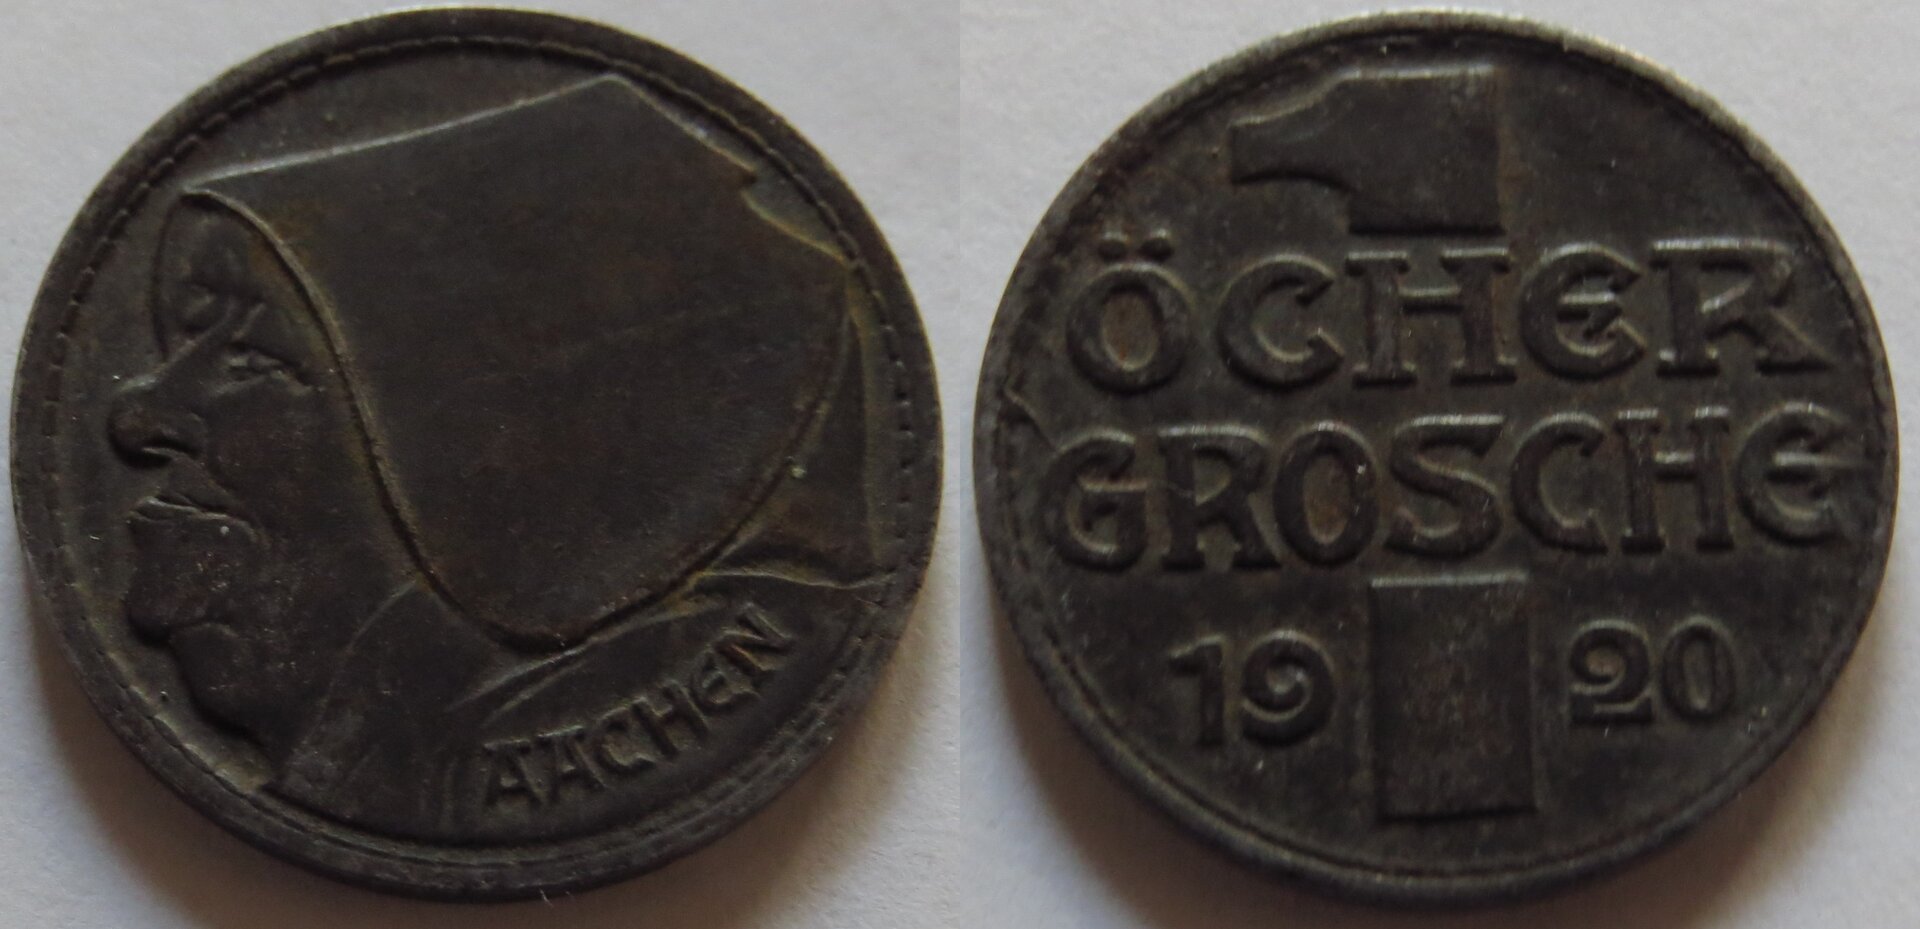 AACHEN
1
ÖCHER
GROSCHE
19 20